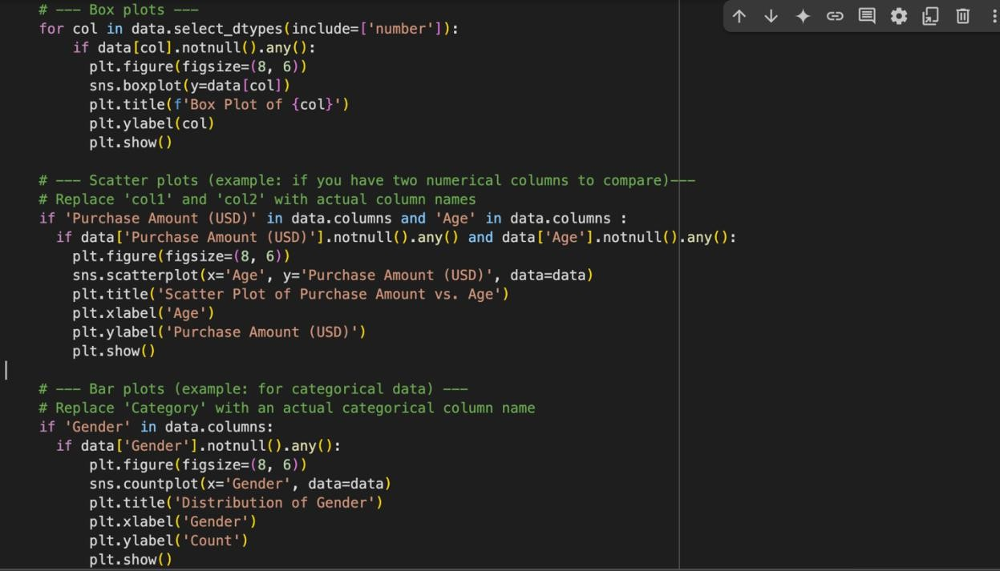 # --- Box plots ---
for col in data.select_dtypes(include=['number']):
    if data[col].notnull().any():
      plt.figure(figsize=(8, 6))
      sns.boxplot(y=data[col])
      plt.title(f'Box Plot of {col}')
      plt.ylabel(col)
      plt.show()

# --- Scatter plots (example: if you have two numerical columns to compare)---
# Replace 'col1' and 'col2' with actual column names
if 'Purchase Amount (USD)' in data.columns and 'Age' in data.columns :
  if data['Purchase Amount (USD)'].notnull().any() and data['Age'].notnull().any():
    plt.figure(figsize=(8, 6))
    sns.scatterplot(x='Age', y='Purchase Amount (USD)', data=data)
    plt.title('Scatter Plot of Purchase Amount vs. Age')
    plt.xlabel('Age')
    plt.ylabel('Purchase Amount (USD)')
    plt.show()

# --- Bar plots (example: for categorical data) ---
# Replace 'Category' with an actual categorical column name
if 'Gender' in data.columns:
  if data['Gender'].notnull().any():
      plt.figure(figsize=(8, 6))
      sns.countplot(x='Gender', data=data)
      plt.title('Distribution of Gender')
      plt.xlabel('Gender')
      plt.ylabel('Count')
      plt.show()